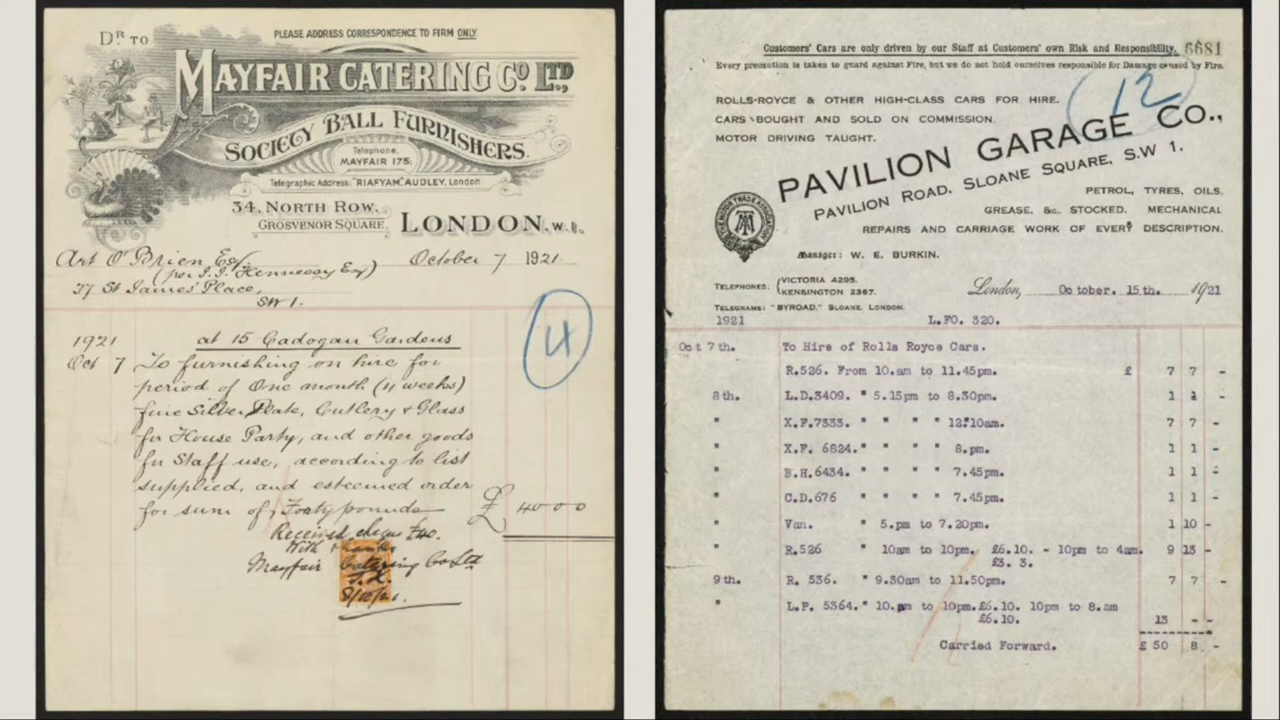 Dr. TO
PLEASE ADDRESS CORRESPONDENCE TO FIRM ONLY.
MAYFAIR CATERING Co. LTD.,
SOCIETY BALL FURNISHERS.
Telephone,
MAYFAIR 175.
Telegraphic Address: "RIAFYAM," AUDLEY, London.
34, NORTH ROW,
GROSVENOR SQUARE,
LONDON, W.1.
Art O'Brien Esq
October 7 1921
(per J.J. Hennessy Esq)
37 St James' Place,
SW1.
4
1921 at 15 Cadogan Gardens
Oct 7 To furnishing on hire for
period of One month (4 weeks)
fine Silver Plate, Cutlery & Glass
for House Party, and other goods
for Staff use, according to list
supplied, and esteemed order
for sum of, Forty pounds £ 40 0 0
Received cheque £40.
With thanks
Mayfair Catering Co Ltd
8/10/21.
Customers' Cars are only driven by our Staff at Customers' own Risk and Responsibility. 6681
Every precaution is taken to guard against Fire, but we do not hold ourselves responsible for Damage caused by Fire.
12
ROLLS-ROYCE & OTHER HIGH-CLASS CARS FOR HIRE.
CARS BOUGHT AND SOLD ON COMMISSION.
MOTOR DRIVING TAUGHT.
PAVILION GARAGE CO.,
PAVILION ROAD, SLOANE SQUARE, S.W 1.
PETROL, TYRES, OILS,
GREASE, &c. STOCKED. MECHANICAL
REPAIRS AND CARRIAGE WORK OF EVERY DESCRIPTION.
Manager: W. E. BURKIN.
TELEPHONES: {VICTORIA 4295.
KENSINGTON 2367.
London, October. 15th. 1921
TELEGRAMS: "BYROAD," SLOANE, LONDON.
1921 L.FO. 320.
Oct 7th. To Hire of Rolls Royce Cars.
R.526. From 10.am to 11.45pm. £ 7 7 -
8th. L.D.3409. " 5.15pm to 8.30pm. 1 1 -
" X.F.7333. " " " " 12.10am. 7 7 -
" X.F. 6824. " " " " 8.pm. 1 1 -
" B.H.6434. " " " " 7.45pm. 1 1 -
" C.D.676 " " " 7.45pm. 1 1 -
" Van. " 5.pm to 7.20pm. 1 10 -
" R.526 " 10am to 10pm. £6.10. - 10pm to 4am. 9 13 -
£3. 3.
9th. R. 536. " 9.30am to 11.50pm. 7 7 -
" L.P. 5364. " 10.am to 10pm. £6.10. 10pm to 8.am
£6.10. 13 - -
Carried Forward. £ 50 8 -